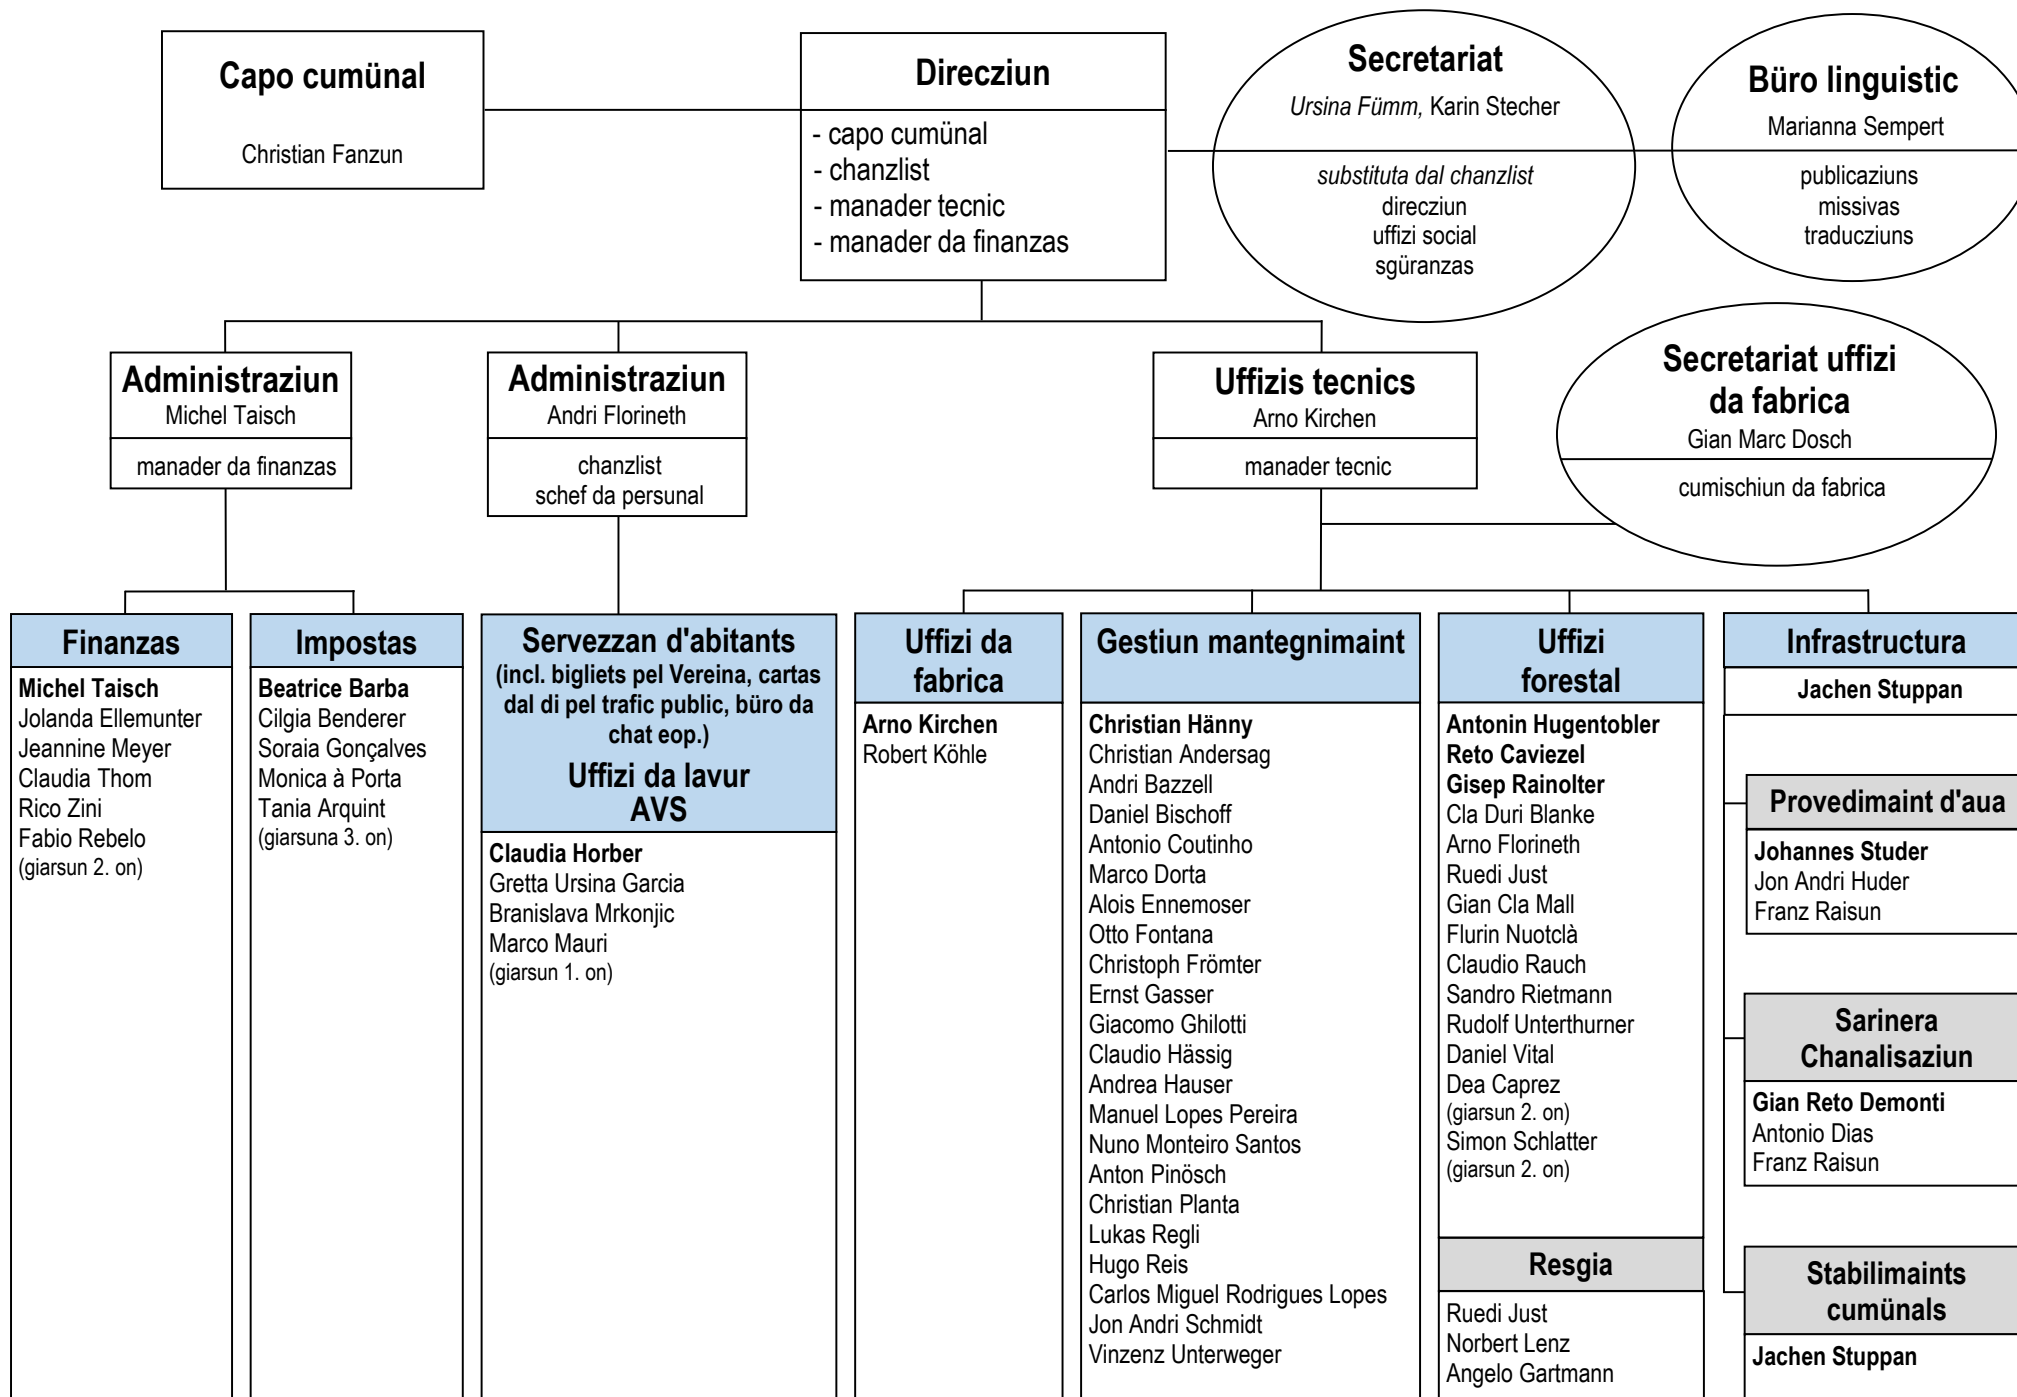 Capo cumünal
Christian Fanzun
Direcziun
- capo cumünal
- chanzlist
- manader tecnic
- manader da finanzas
Secretariat
Ursina Fümm, Karin Stecher
substituta dal chanzlist
direcziun
uffizi social
sgüranzas
Büro linguistic
Marianna Sempert
publicaziuns
missivas
traducziuns
Administraziun
Michel Taisch
manader da finanzas
Administraziun
Andri Florineth
chanzlist
schef da persunal
Uffizis tecnics
Arno Kirchen
manader tecnic
Secretariat uffizi
da fabrica
Gian Marc Dosch
cumischiun da fabrica
Finanzas
Michel Taisch
Jolanda Ellemunter
Jeannine Meyer
Claudia Thom
Rico Zini
Fabio Rebelo
(giarsun 2. on)
Impostas
Beatrice Barba
Cilgia Benderer
Soraia Gonçalves
Monica à Porta
Tania Arquint
(giarsuna 3. on)
Servezzan d'abitants
(incl. bigliets pel Vereina, cartas
dal di pel trafic public, büro da
chat eop.)
Uffizi da lavur
AVS
Claudia Horber
Gretta Ursina Garcia
Branislava Mrkonjic
Marco Mauri
(giarsun 1. on)
Uffizi da
fabrica
Arno Kirchen
Robert Köhle
Gestiun mantegnimaint
Christian Hänny
Christian Andersag
Andri Bazzell
Daniel Bischoff
Antonio Coutinho
Marco Dorta
Alois Ennemoser
Otto Fontana
Christoph Frömter
Ernst Gasser
Giacomo Ghilotti
Claudio Hässig
Andrea Hauser
Manuel Lopes Pereira
Nuno Monteiro Santos
Anton Pinösch
Christian Planta
Lukas Regli
Hugo Reis
Carlos Miguel Rodrigues Lopes
Jon Andri Schmidt
Vinzenz Unterweger
Uffizi
forestal
Antonin Hugentobler
Reto Caviezel
Gisep Rainolter
Cla Duri Blanke
Arno Florineth
Ruedi Just
Gian Cla Mall
Flurin Nuotclà
Claudio Rauch
Sandro Rietmann
Rudolf Unterthurner
Daniel Vital
Dea Caprez
(giarsun 2. on)
Simon Schlatter
(giarsun 2. on)
Resgia
Ruedi Just
Norbert Lenz
Angelo Gartmann
Infrastructura
Jachen Stuppan
Provedimaint d'aua
Johannes Studer
Jon Andri Huder
Franz Raisun
Sarinera
Chanalisaziun
Gian Reto Demonti
Antonio Dias
Franz Raisun
Stabilimaints
cumünals
Jachen Stuppan